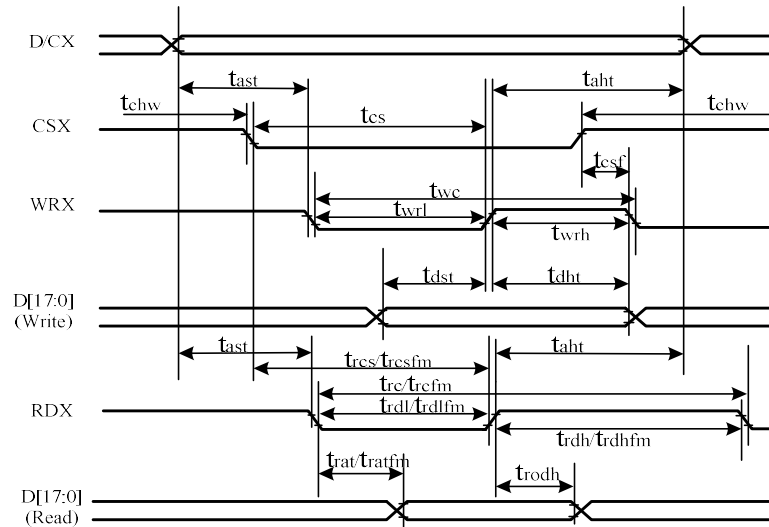 D/CX
tast
taht
tchw
tchw
CSX
tcs
tcsf
WRX
twc
twrl
twrh
tdst
tdht
D[17:0]
(Write)
tast
trcs/trcsfm
taht
trc/trcfm
RDX
trdl/trdlfm
trdh/trdhfm
trat/tratfm
trodh
D[17:0]
(Read)